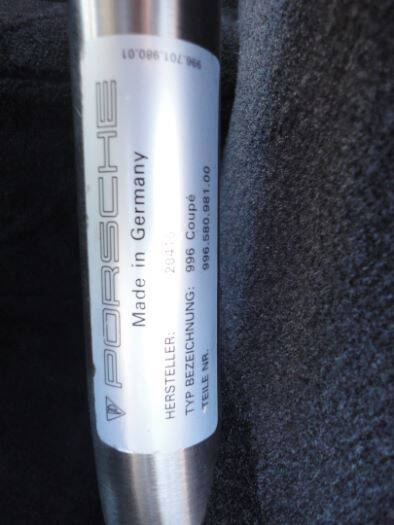 PORSCHE
Made in Germany
HERSTELLER:
TYP BEZEICHNUNG: 996 Coupé
TEILE NR. 996.580.981.00
996.701.980.01